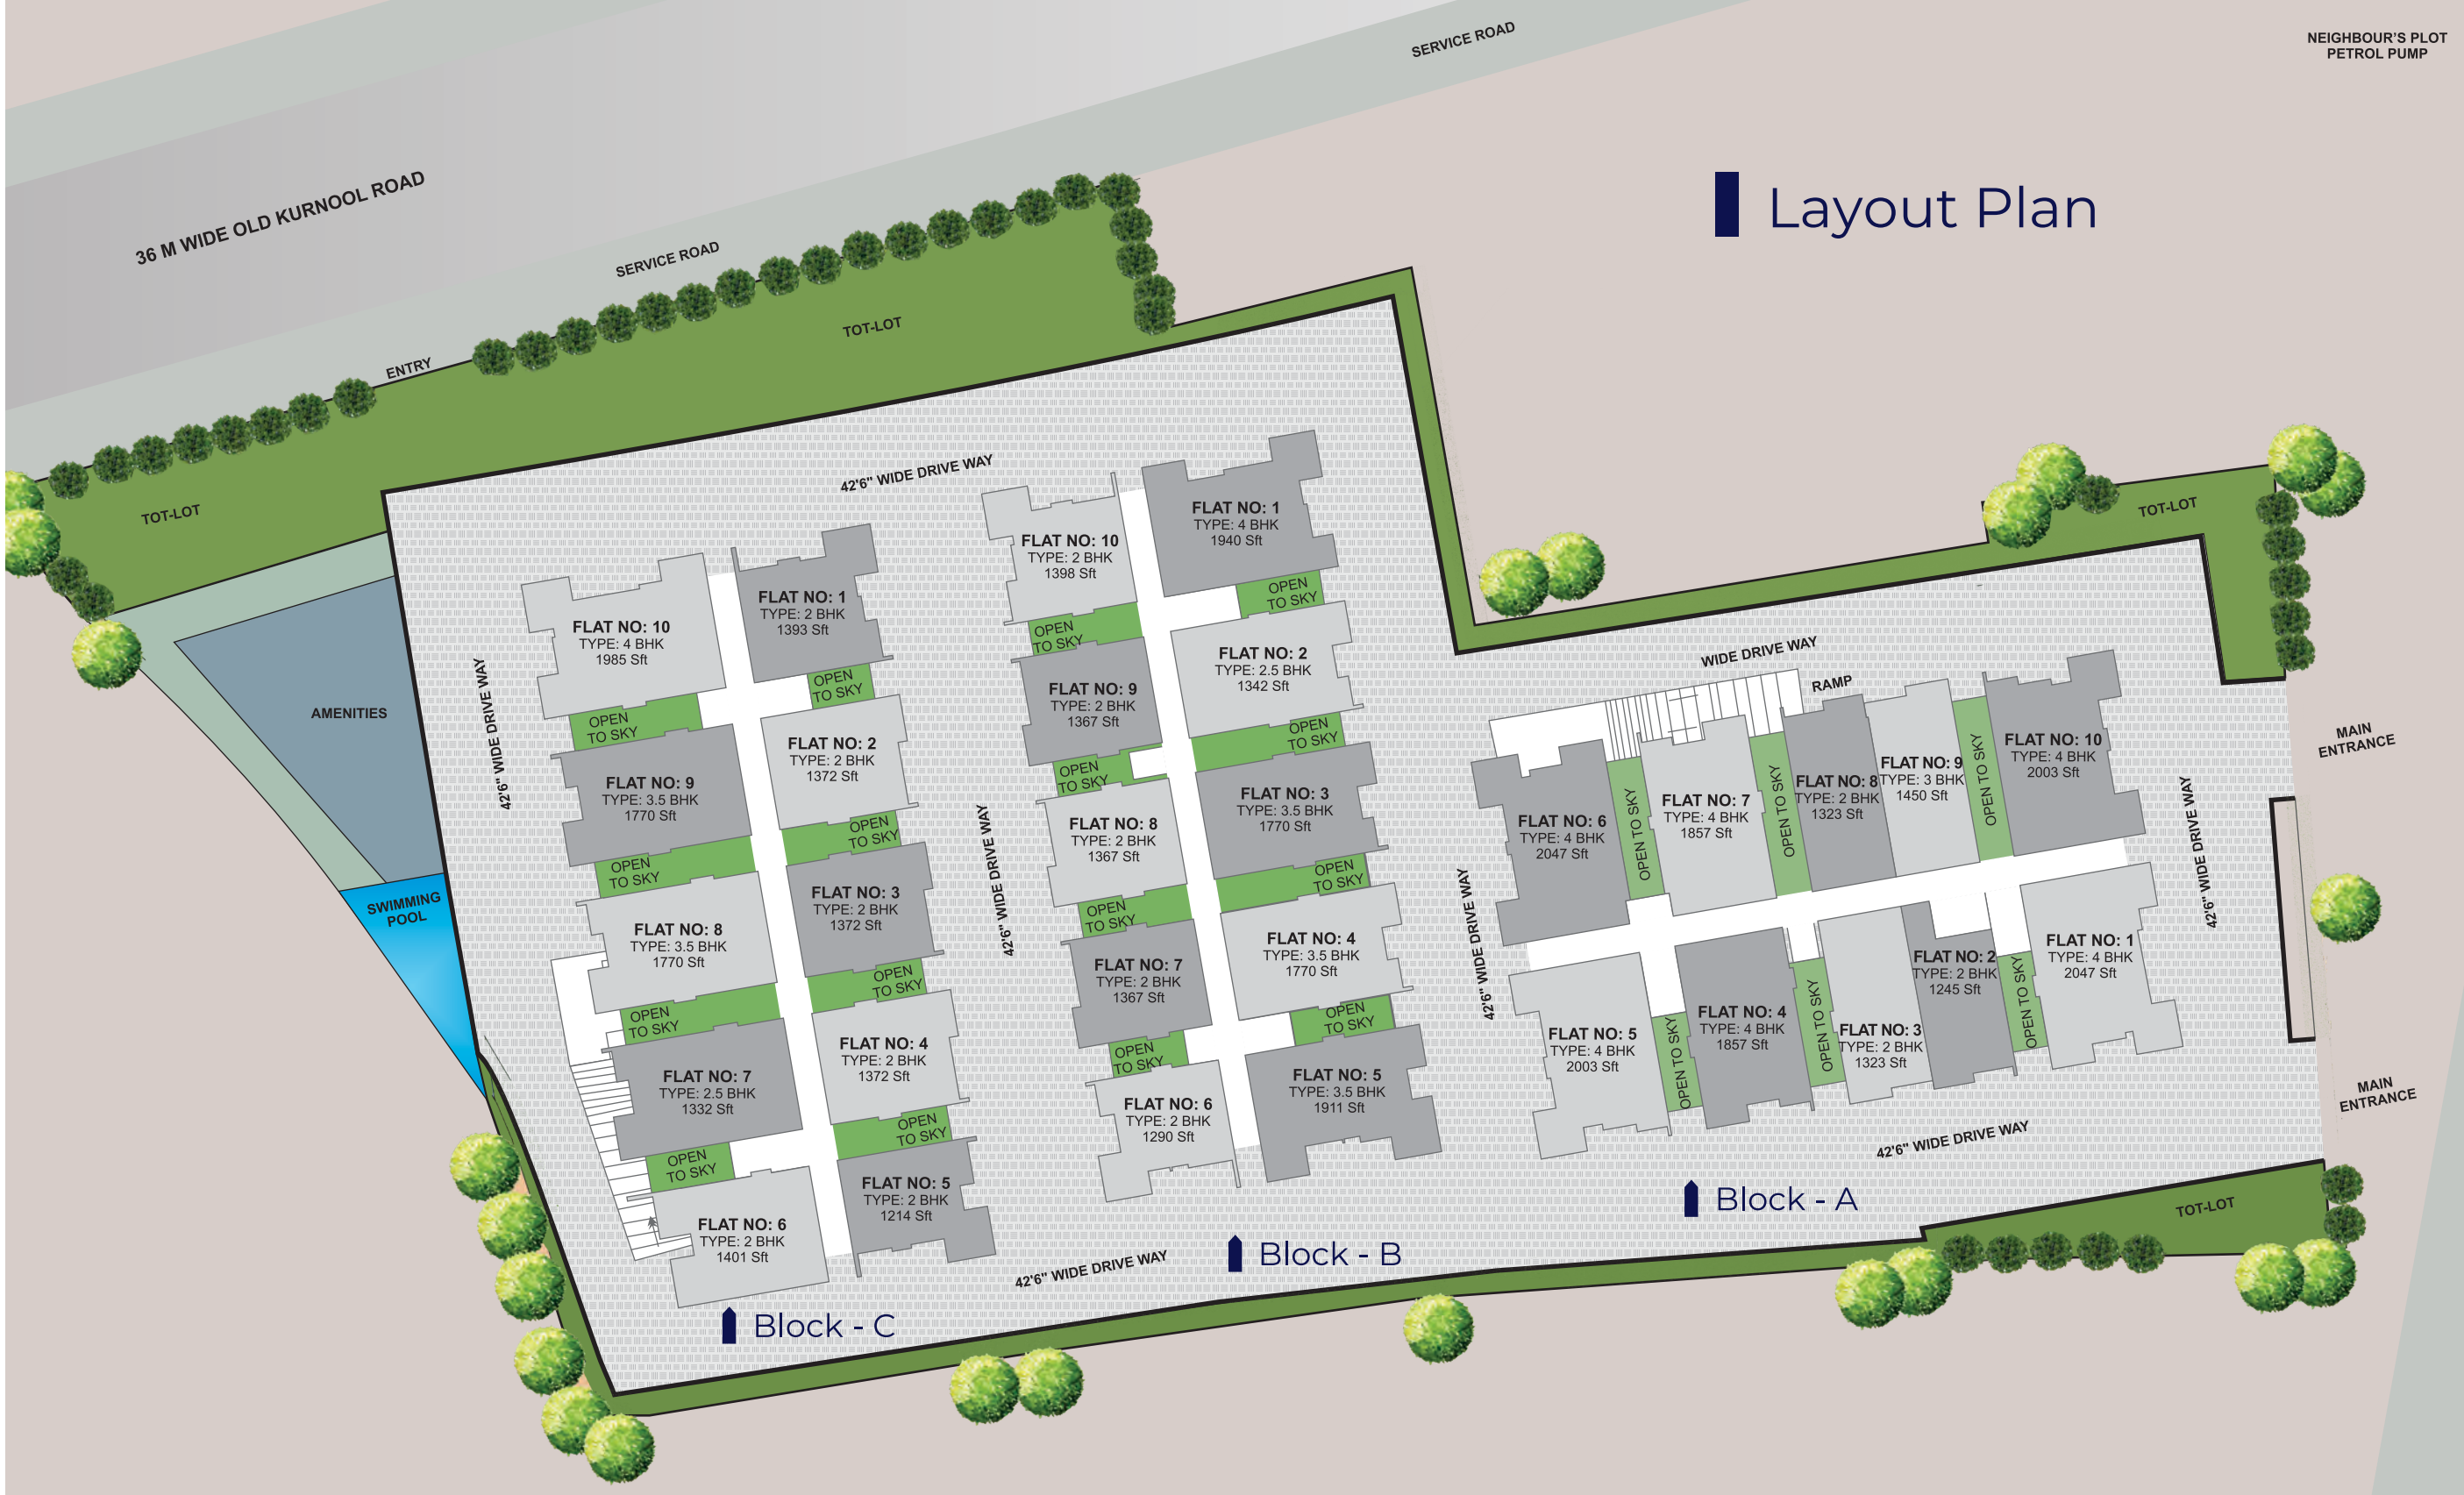 NEIGHBOUR'S PLOT
PETROL PUMP
SERVICE ROAD
Layout Plan
36 M WIDE OLD KURNOOL ROAD
SERVICE ROAD
ENTRY
TOT-LOT
TOT-LOT
TOT-LOT
42'6" WIDE DRIVE WAY
AMENITIES
SWIMMING
POOL
42'6" WIDE DRIVE WAY
FLAT NO: 10
TYPE: 4 BHK
1985 Sft
FLAT NO: 1
TYPE: 2 BHK
1393 Sft
OPEN
TO SKY
OPEN
TO SKY
FLAT NO: 9
TYPE: 3.5 BHK
1770 Sft
FLAT NO: 2
TYPE: 2 BHK
1372 Sft
OPEN
TO SKY
OPEN
TO SKY
FLAT NO: 8
TYPE: 3.5 BHK
1770 Sft
FLAT NO: 3
TYPE: 2 BHK
1372 Sft
OPEN
TO SKY
OPEN
TO SKY
FLAT NO: 7
TYPE: 2.5 BHK
1332 Sft
FLAT NO: 4
TYPE: 2 BHK
1372 Sft
OPEN
TO SKY
OPEN
TO SKY
FLAT NO: 6
TYPE: 2 BHK
1401 Sft
FLAT NO: 5
TYPE: 2 BHK
1214 Sft
Block - C
42'6" WIDE DRIVE WAY
FLAT NO: 10
TYPE: 2 BHK
1398 Sft
FLAT NO: 1
TYPE: 4 BHK
1940 Sft
OPEN
TO SKY
OPEN
TO SKY
FLAT NO: 9
TYPE: 2 BHK
1367 Sft
FLAT NO: 2
TYPE: 2.5 BHK
1342 Sft
OPEN
TO SKY
OPEN
TO SKY
FLAT NO: 8
TYPE: 2 BHK
1367 Sft
FLAT NO: 3
TYPE: 3.5 BHK
1770 Sft
OPEN
TO SKY
OPEN
TO SKY
FLAT NO: 7
TYPE: 2 BHK
1367 Sft
FLAT NO: 4
TYPE: 3.5 BHK
1770 Sft
OPEN
TO SKY
OPEN
TO SKY
FLAT NO: 6
TYPE: 2 BHK
1290 Sft
FLAT NO: 5
TYPE: 3.5 BHK
1911 Sft
42'6" WIDE DRIVE WAY
Block - B
WIDE DRIVE WAY
RAMP
42'6" WIDE DRIVE WAY
FLAT NO: 6
TYPE: 4 BHK
2047 Sft
OPEN TO SKY
FLAT NO: 7
TYPE: 4 BHK
1857 Sft
OPEN TO SKY
FLAT NO: 8
TYPE: 2 BHK
1323 Sft
FLAT NO: 9
TYPE: 3 BHK
1450 Sft
OPEN TO SKY
FLAT NO: 10
TYPE: 4 BHK
2003 Sft
42'6" WIDE DRIVE WAY
FLAT NO: 5
TYPE: 4 BHK
2003 Sft
OPEN TO SKY
FLAT NO: 4
TYPE: 4 BHK
1857 Sft
OPEN TO SKY
FLAT NO: 3
TYPE: 2 BHK
1323 Sft
FLAT NO: 2
TYPE: 2 BHK
1245 Sft
OPEN TO SKY
FLAT NO: 1
TYPE: 4 BHK
2047 Sft
MAIN
ENTRANCE
MAIN
ENTRANCE
42'6" WIDE DRIVE WAY
Block - A
TOT-LOT